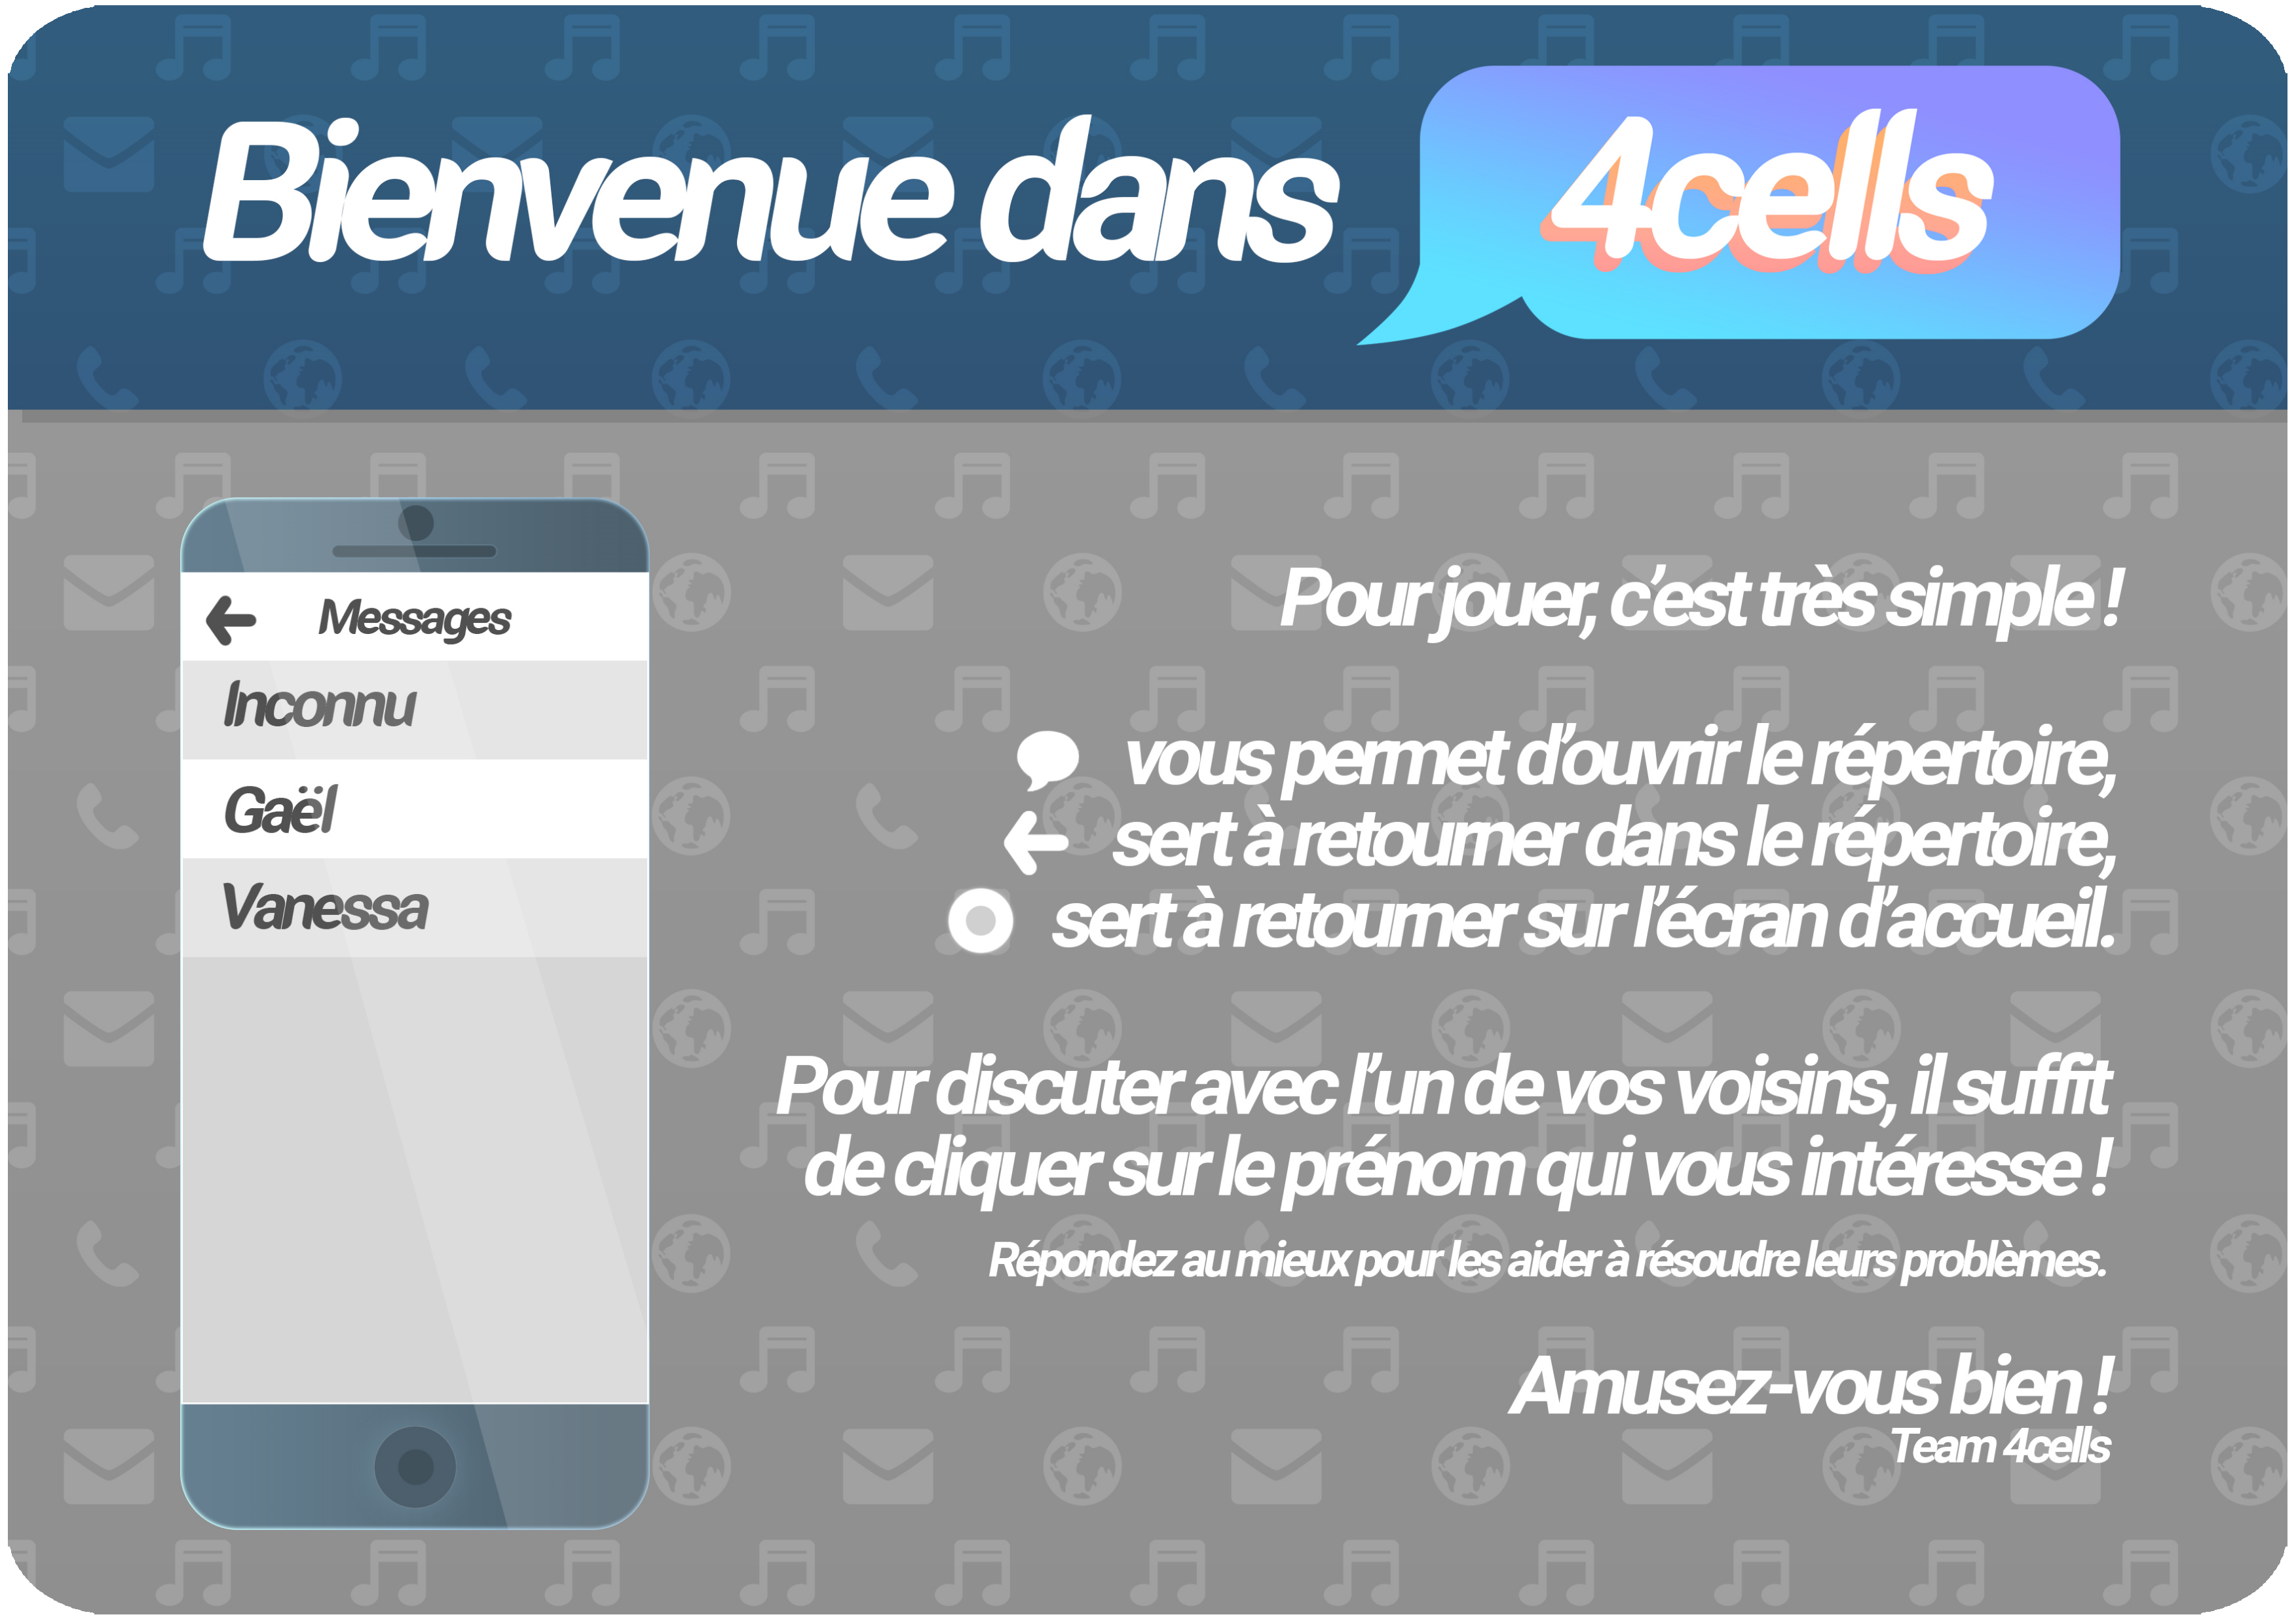 Bienvenue dans 4cells
Messages
Inconnu
Gaël
Vanessa
Pour jouer, c’est très simple !
vous permet d’ouvrir le répertoire,
sert à retourner dans le répertoire,
sert à retourner sur l’écran d’accueil.
Pour discuter avec l’un de vos voisins, il suffit
de cliquer sur le prénom qui vous intéresse !
Répondez au mieux pour les aider à résoudre leurs problèmes.
Amusez-vous bien !
Team 4cells